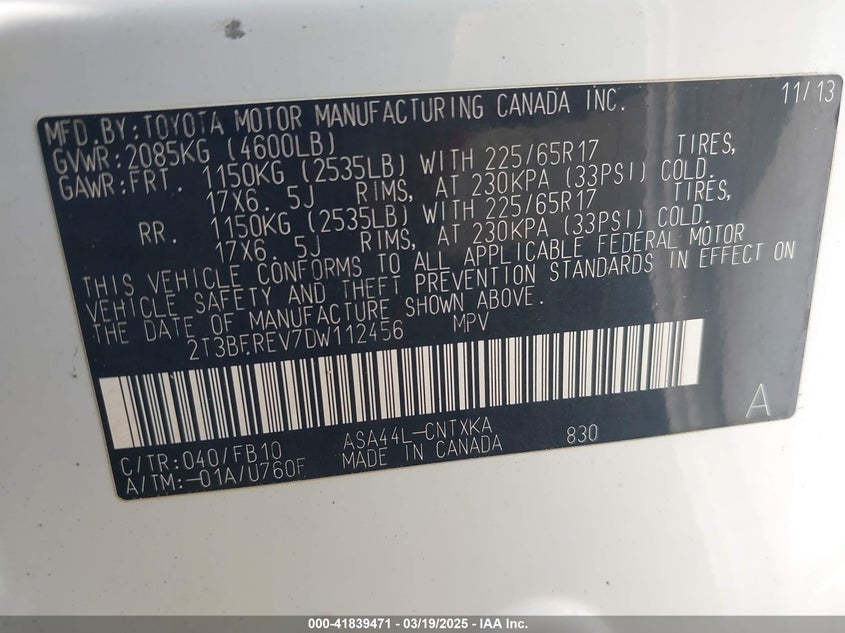 11/13
MFD. BY: TOYOTA MOTOR MANUFACTURING CANADA INC.
GVWR: 2085KG (4600LB)
GAWR: FRT. 1150KG (2535LB) WITH 225/65R17 TIRES,
17X6. 5J RIMS, AT 230KPA (33PSI) COLD.
RR. 1150KG (2535LB) WITH 225/65R17 TIRES,
17X6. 5J RIMS, AT 230KPA (33PSI) COLD.
THIS VEHICLE CONFORMS TO ALL APPLICABLE FEDERAL MOTOR
VEHICLE SAFETY AND THEFT PREVENTION STANDARDS IN EFFECT ON
THE DATE OF MANUFACTURE SHOWN ABOVE.
2T3BFREV7DW112456 MPV
A
C/TR: 040/FB10 ASA44L-CNTXKA 830
A/TM: -01A/U760F MADE IN CANADA
000-41839471 - 03/19/2025 - IAA Inc.